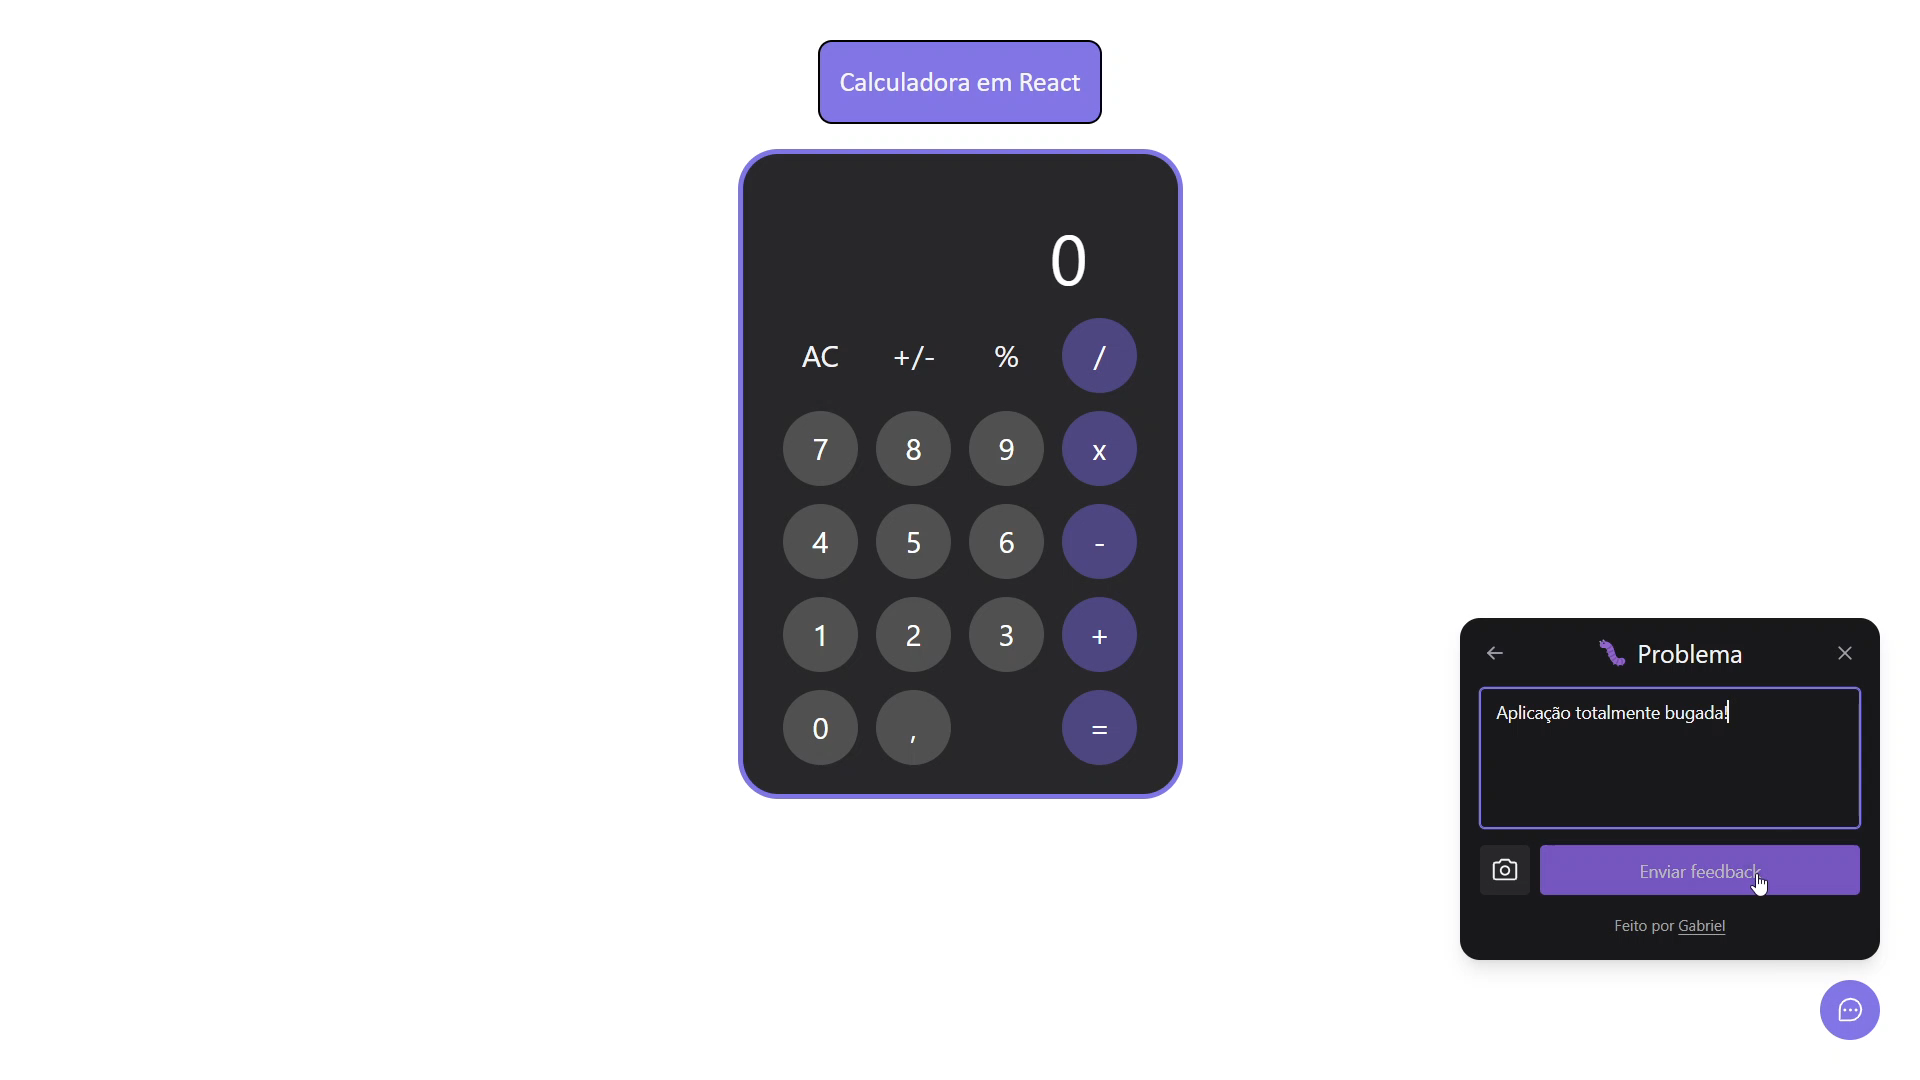 Calculadora em React
0
AC +/- % /
7 8 9 x
4 5 6 -
1 2 3 +
0 , =
Problema
Aplicação totalmente bugada!
Enviar feedback
Feito por Gabriel